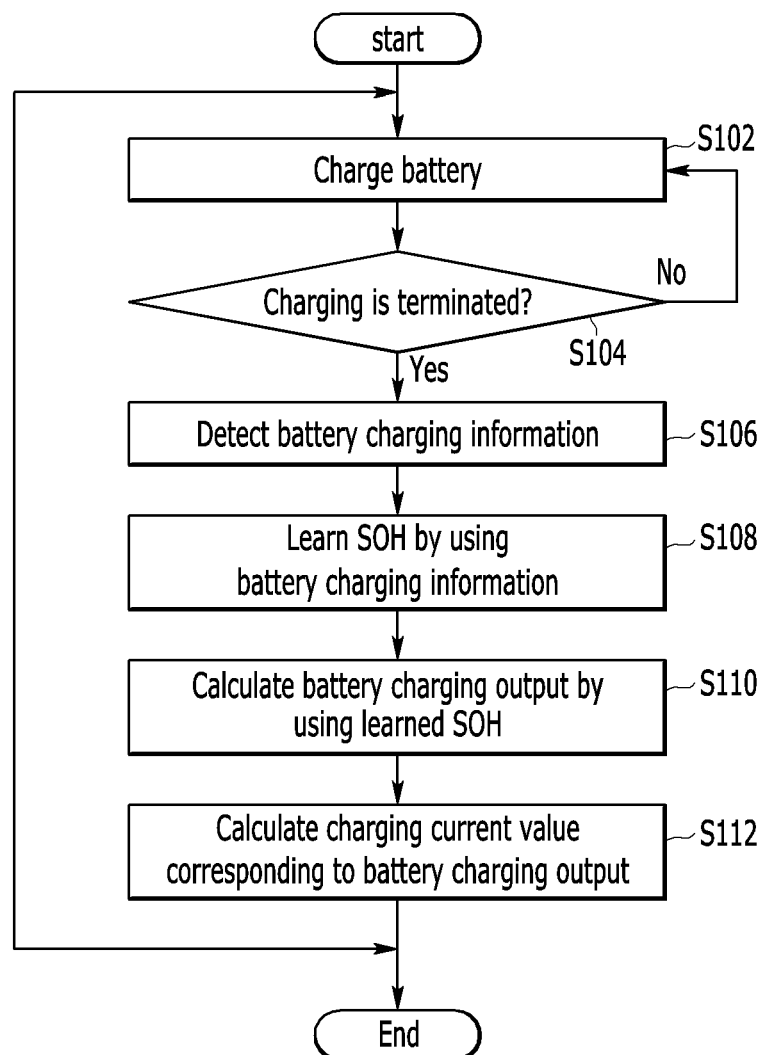 start
Charge battery
S102
Charging is terminated?
No
S104
Yes
Detect battery charging information
S106
Learn SOH by using
battery charging information
S108
Calculate battery charging output by
using learned SOH
S110
Calculate charging current value
corresponding to battery charging output
S112
End